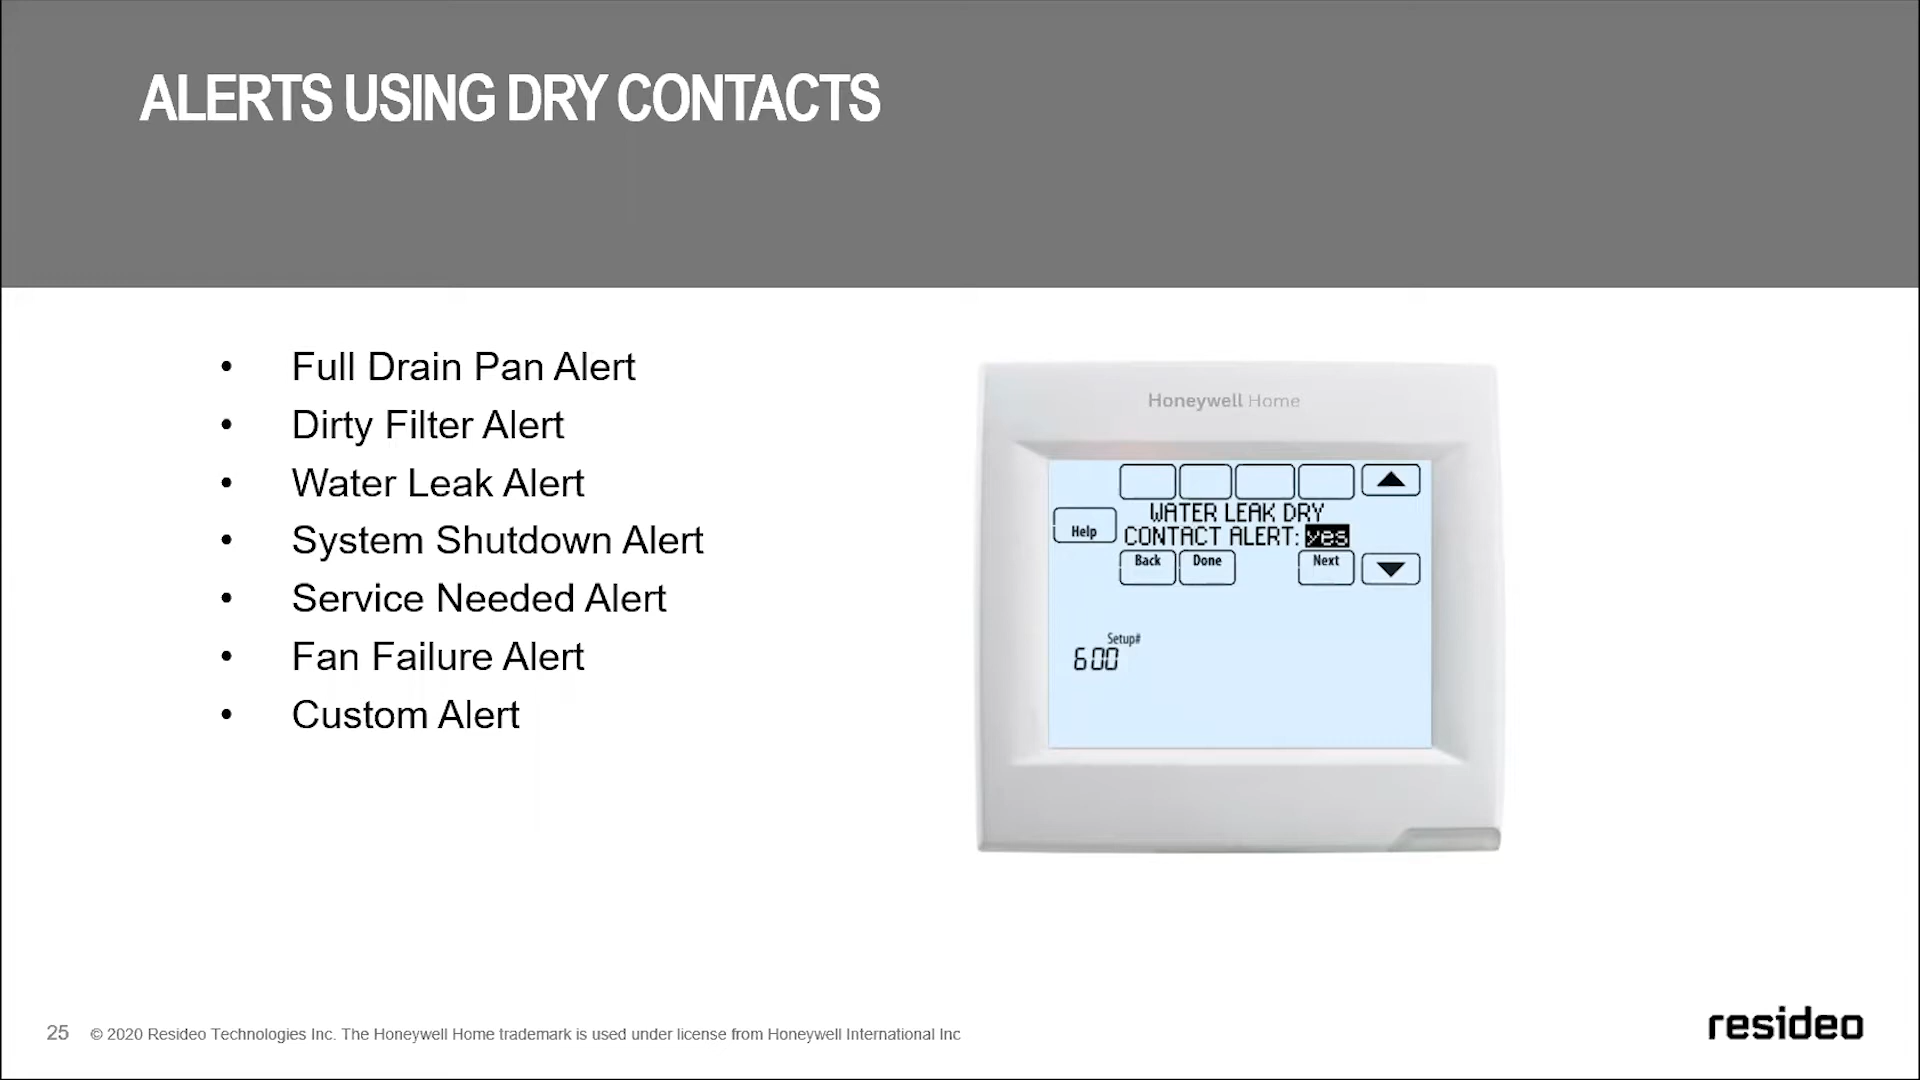 ALERTS USING DRY CONTACTS
• Full Drain Pan Alert
• Dirty Filter Alert
• Water Leak Alert
• System Shutdown Alert
• Service Needed Alert
• Fan Failure Alert
• Custom Alert
Honeywell Home
Help
WATER LEAK DRY
CONTACT ALERT: yes
Back Done Next
Setup#
600
25 © 2020 Resideo Technologies Inc. The Honeywell Home trademark is used under license from Honeywell International Inc
resideo